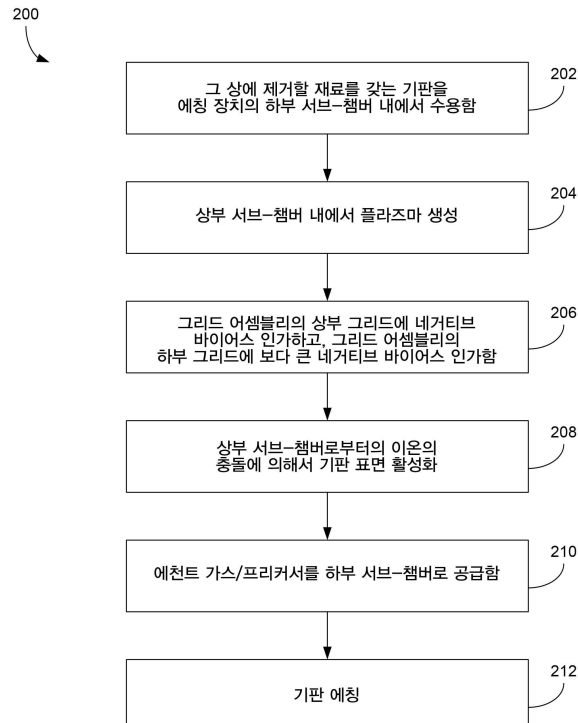 200
그 상에 제거할 재료를 갖는 기판을
에칭 장치의 하부 서브-챔버 내에서 수용함
202
상부 서브-챔버 내에서 플라즈마 생성
204
그리드 어셈블리의 상부 그리드에 네거티브
바이어스 인가하고, 그리드 어셈블리의
하부 그리드에 보다 큰 네거티브 바이어스 인가함
206
상부 서브-챔버로부터의 이온의
충돌에 의해서 기판 표면 활성화
208
에천트 가스/프리커서를 하부 서브-챔버로 공급함
210
기판 에칭
212